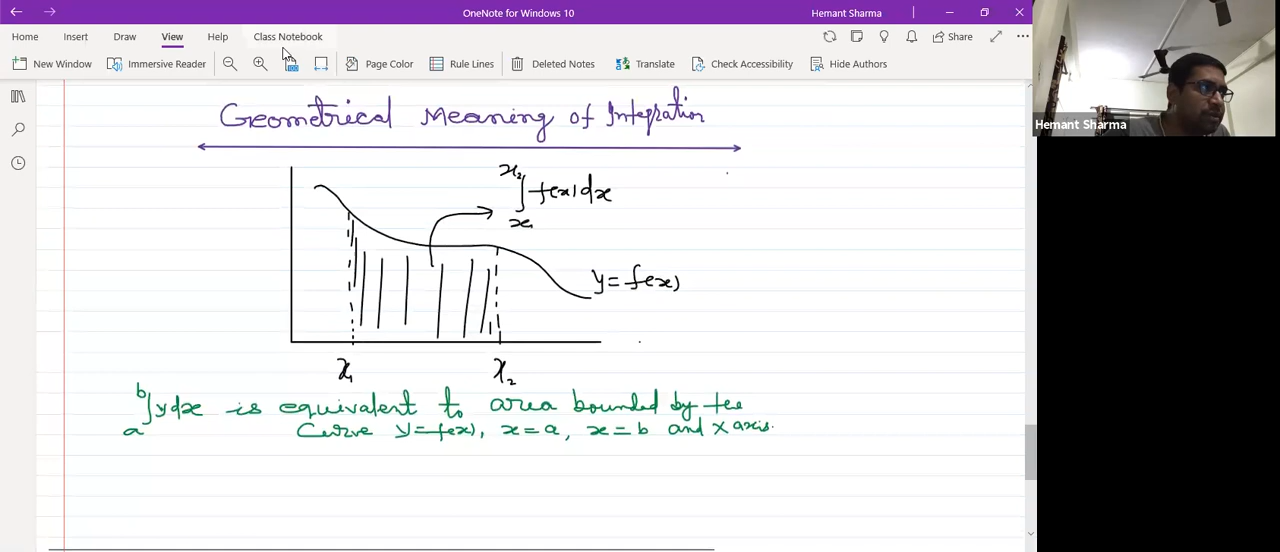 OneNote for Windows 10
Hemant Sharma
Home Insert Draw View Help Class Notebook
Share
New Window Immersive Reader Page Color Rule Lines Deleted Notes Translate Check Accessibility Hide Authors
Geometrical Meaning of Integration
x₂
∫ f(x) dx
x₁
y = f(x)
x₁ x₂
b
∫ y dx is equivalent to area bounded by the
a curve y = f(x), x = a, x = b and x axis.
Hemant Sharma